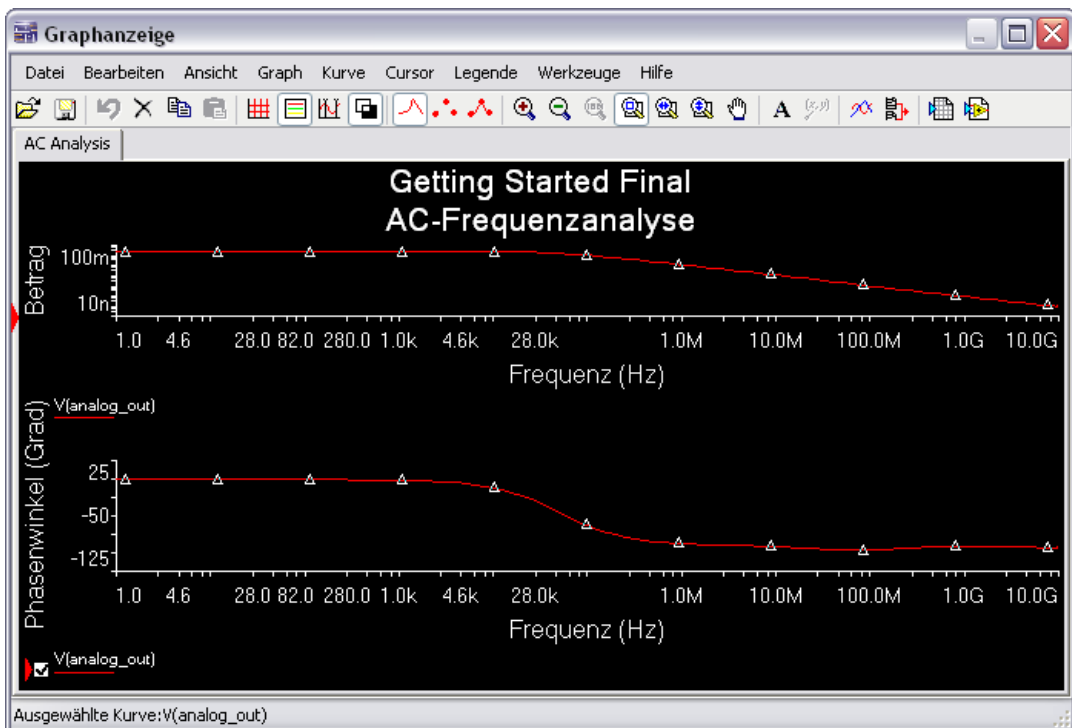 Graphanzeige
Datei Bearbeiten Ansicht Graph Kurve Cursor Legende Werkzeuge Hilfe
A
AC Analysis
Getting Started Final
AC-Frequenzanalyse
Betrag
100m
10n
1.0 4.6 28.0 82.0 280.0 1.0k 4.6k 28.0k 1.0M 10.0M 100.0M 1.0G 10.0G
Frequenz (Hz)
V(analog_out)
Phasenwinkel (Grad)
25
-50
-125
1.0 4.6 28.0 82.0 280.0 1.0k 4.6k 28.0k 1.0M 10.0M 100.0M 1.0G 10.0G
Frequenz (Hz)
V(analog_out)
Ausgewählte Kurve:V(analog_out)